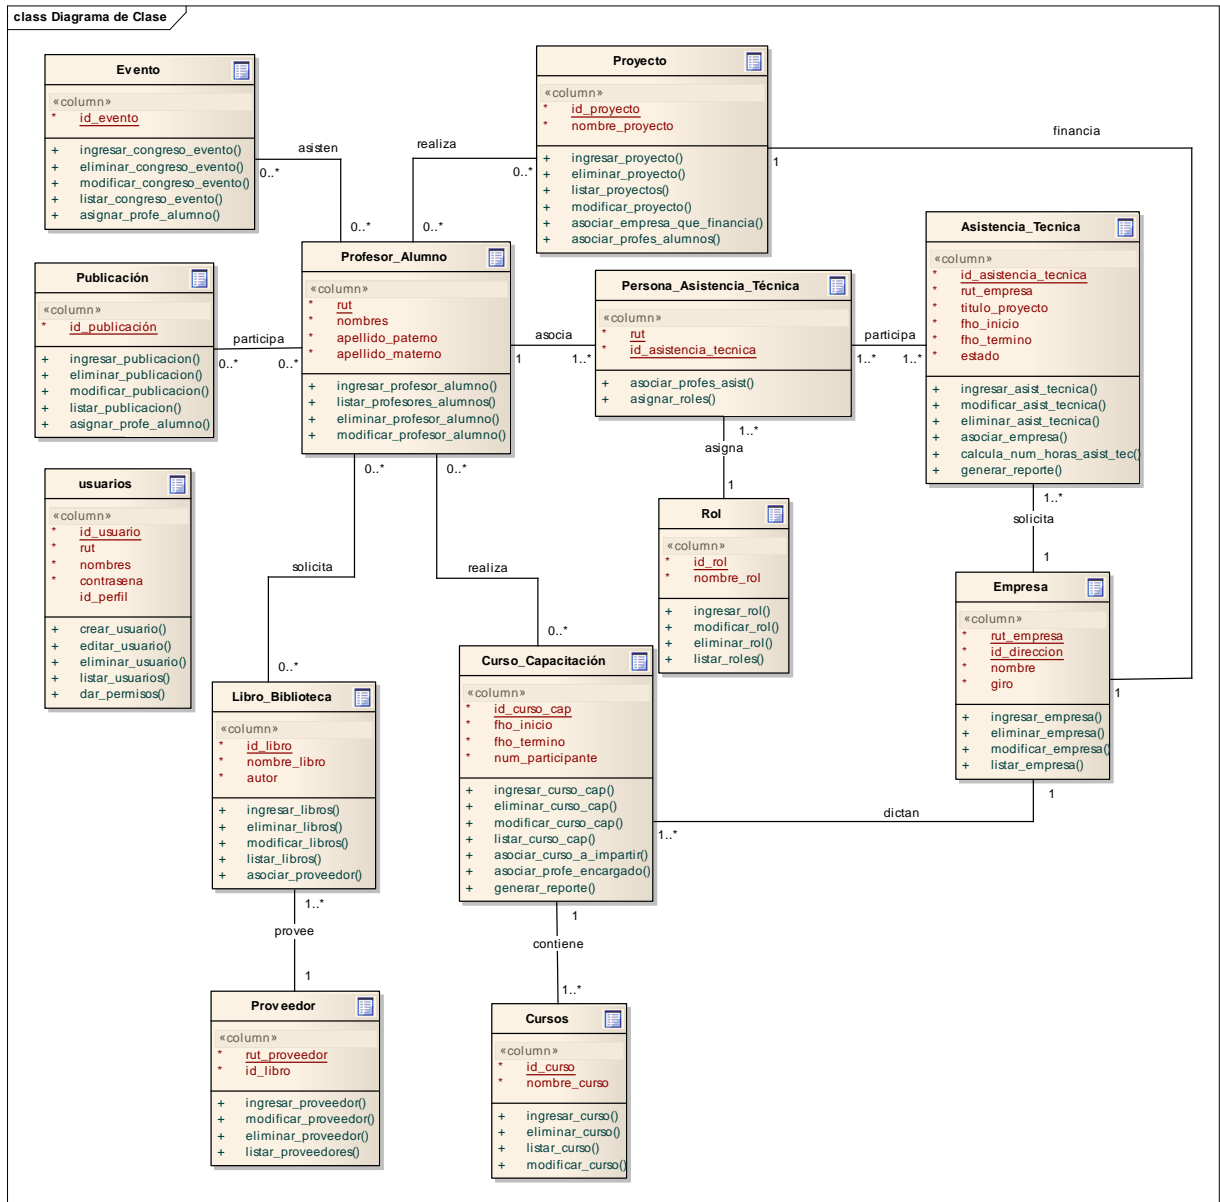 class Diagrama de Clase
Evento
«column»
* id_evento
+ ingresar_congreso_evento()
+ eliminar_congreso_evento()
+ modificar_congreso_evento()
+ listar_congreso_evento()
+ asignar_profe_alumno()
asisten
0..*
0..*
Proyecto
«column»
* id_proyecto
* nombre_proyecto
+ ingresar_proyecto()
+ eliminar_proyecto()
+ listar_proyectos()
+ modificar_proyecto()
+ asociar_empresa_que_financia()
+ asociar_profes_alumnos()
realiza
0..*
0..*
financia
1
1
Publicación
«column»
* id_publicación
+ ingresar_publicacion()
+ eliminar_publicacion()
+ modificar_publicacion()
+ listar_publicacion()
+ asignar_profe_alumno()
participa
0..*
0..*
Profesor_Alumno
«column»
* rut
* nombres
* apellido_paterno
* apellido_materno
+ ingresar_profesor_alumno()
+ listar_profesores_alumnos()
+ eliminar_profesor_alumno()
+ modificar_profesor_alumno()
asocia
1
1..*
Persona_Asistencia_Técnica
«column»
* rut
* id_asistencia_tecnica
+ asociar_profes_asist()
+ asignar_roles()
participa
1..*
1..*
Asistencia_Tecnica
«column»
* id_asistencia_tecnica
* rut_empresa
* titulo_proyecto
* fho_inicio
* fho_termino
* estado
+ ingresar_asist_tecnica()
+ modificar_asist_tecnica()
+ eliminar_asist_tecnica()
+ asociar_empresa()
+ calcula_num_horas_asist_tec()
+ generar_reporte()
1..*
asigna
1
1..*
solicita
1
usuarios
«column»
* id_usuario
* rut
* nombres
* contrasena
id_perfil
+ crear_usuario()
+ editar_usuario()
+ eliminar_usuario()
+ listar_usuarios()
+ dar_permisos()
0..*
solicita
0..*
0..*
realiza
0..*
Rol
«column»
* id_rol
* nombre_rol
+ ingresar_rol()
+ modificar_rol()
+ eliminar_rol()
+ listar_roles()
Empresa
«column»
* rut_empresa
* id_direccion
* nombre
* giro
+ ingresar_empresa()
+ eliminar_empresa()
+ modificar_empresa()
+ listar_empresa()
Libro_Biblioteca
«column»
* id_libro
* nombre_libro
* autor
+ ingresar_libros()
+ eliminar_libros()
+ modificar_libros()
+ listar_libros()
+ asociar_proveedor()
Curso_Capacitación
«column»
* id_curso_cap
* fho_inicio
* fho_termino
* num_participante
+ ingresar_curso_cap()
+ eliminar_curso_cap()
+ modificar_curso_cap()
+ listar_curso_cap()
+ asociar_curso_a_impartir()
+ asociar_profe_encargado()
+ generar_reporte()
1
dictan
1..*
1..*
provee
1
1
contiene
1..*
Proveedor
«column»
* rut_proveedor
* id_libro
+ ingresar_proveedor()
+ modificar_proveedor()
+ eliminar_proveedor()
+ listar_proveedores()
Cursos
«column»
* id_curso
* nombre_curso
+ ingresar_curso()
+ eliminar_curso()
+ listar_curso()
+ modificar_curso()